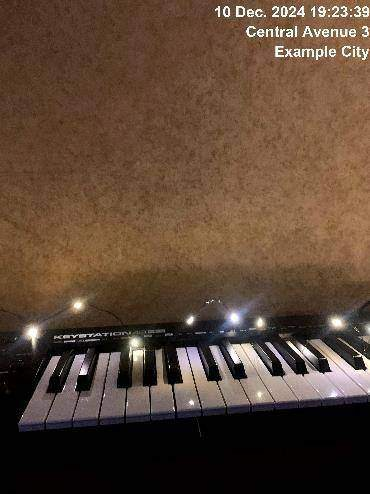 10 Dec. 2024 19:23:39
Central Avenue 3
Example City
KEYSTATION